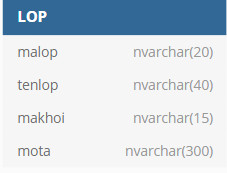 LOP
malop nvarchar(20)
tenlop nvarchar(40)
makhoi nvarchar(15)
mota nvarchar(300)